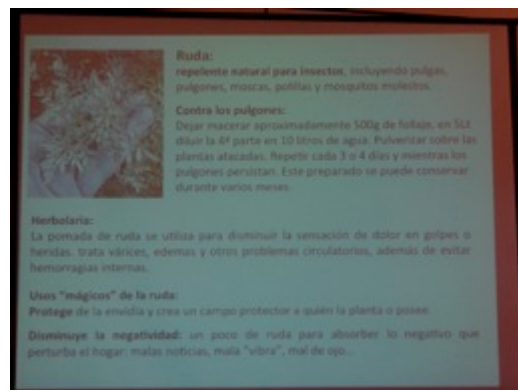 Ruda:
repelente natural para insectos, incluyendo pulgas,
pulgones, moscas, polillas y mosquitos molestos.
Contra los pulgones:
Dejar macerar aproximadamente 500g de follaje, en 5Lt
diluir la 4ª parte en 10 litros de agua. Pulverizar sobre las
plantas atacadas. Repetir cada 3 o 4 días y mientras los
pulgones persistan. Este preparado se puede conservar
durante varios meses.
Herbolaria:
La pomada de ruda se utiliza para disminuir la sensación de dolor en golpes o
heridas. trata várices, edemas y otros problemas circulatorios, además de evitar
hemorragias internas.
Usos "mágicos" de la ruda:
Protege de la envidia y crea un campo protector a quién la planta o posee.
Disminuye la negatividad: un poco de ruda para absorber lo negativo que
perturba el hogar: malas noticias, mala "vibra", mal de ojo...